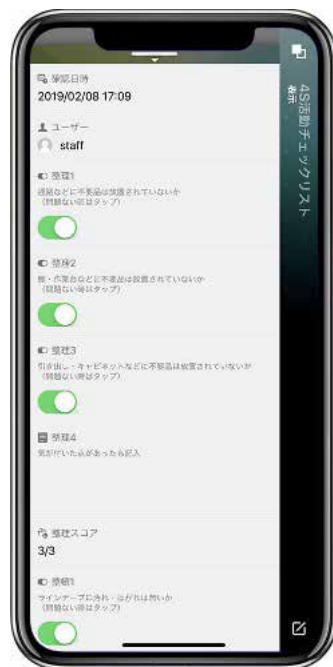 4S活動チェックリスト
表示
確認日時
2019/02/08 17:09
ユーザー
staff
整理1
通路などに不要品は放置されていないか
(問題ない時はタップ)
整理2
棚・作業台などに不要品は放置されていないか
(問題ない時はタップ)
整理3
引き出し・キャビネットなどに不要品は放置されていないか
(問題ない時はタップ)
整理4
気が付いた点があったら記入
整理スコア
3/3
整頓1
ラインテープに汚れ・はがれは無いか
(問題ない時はタップ)